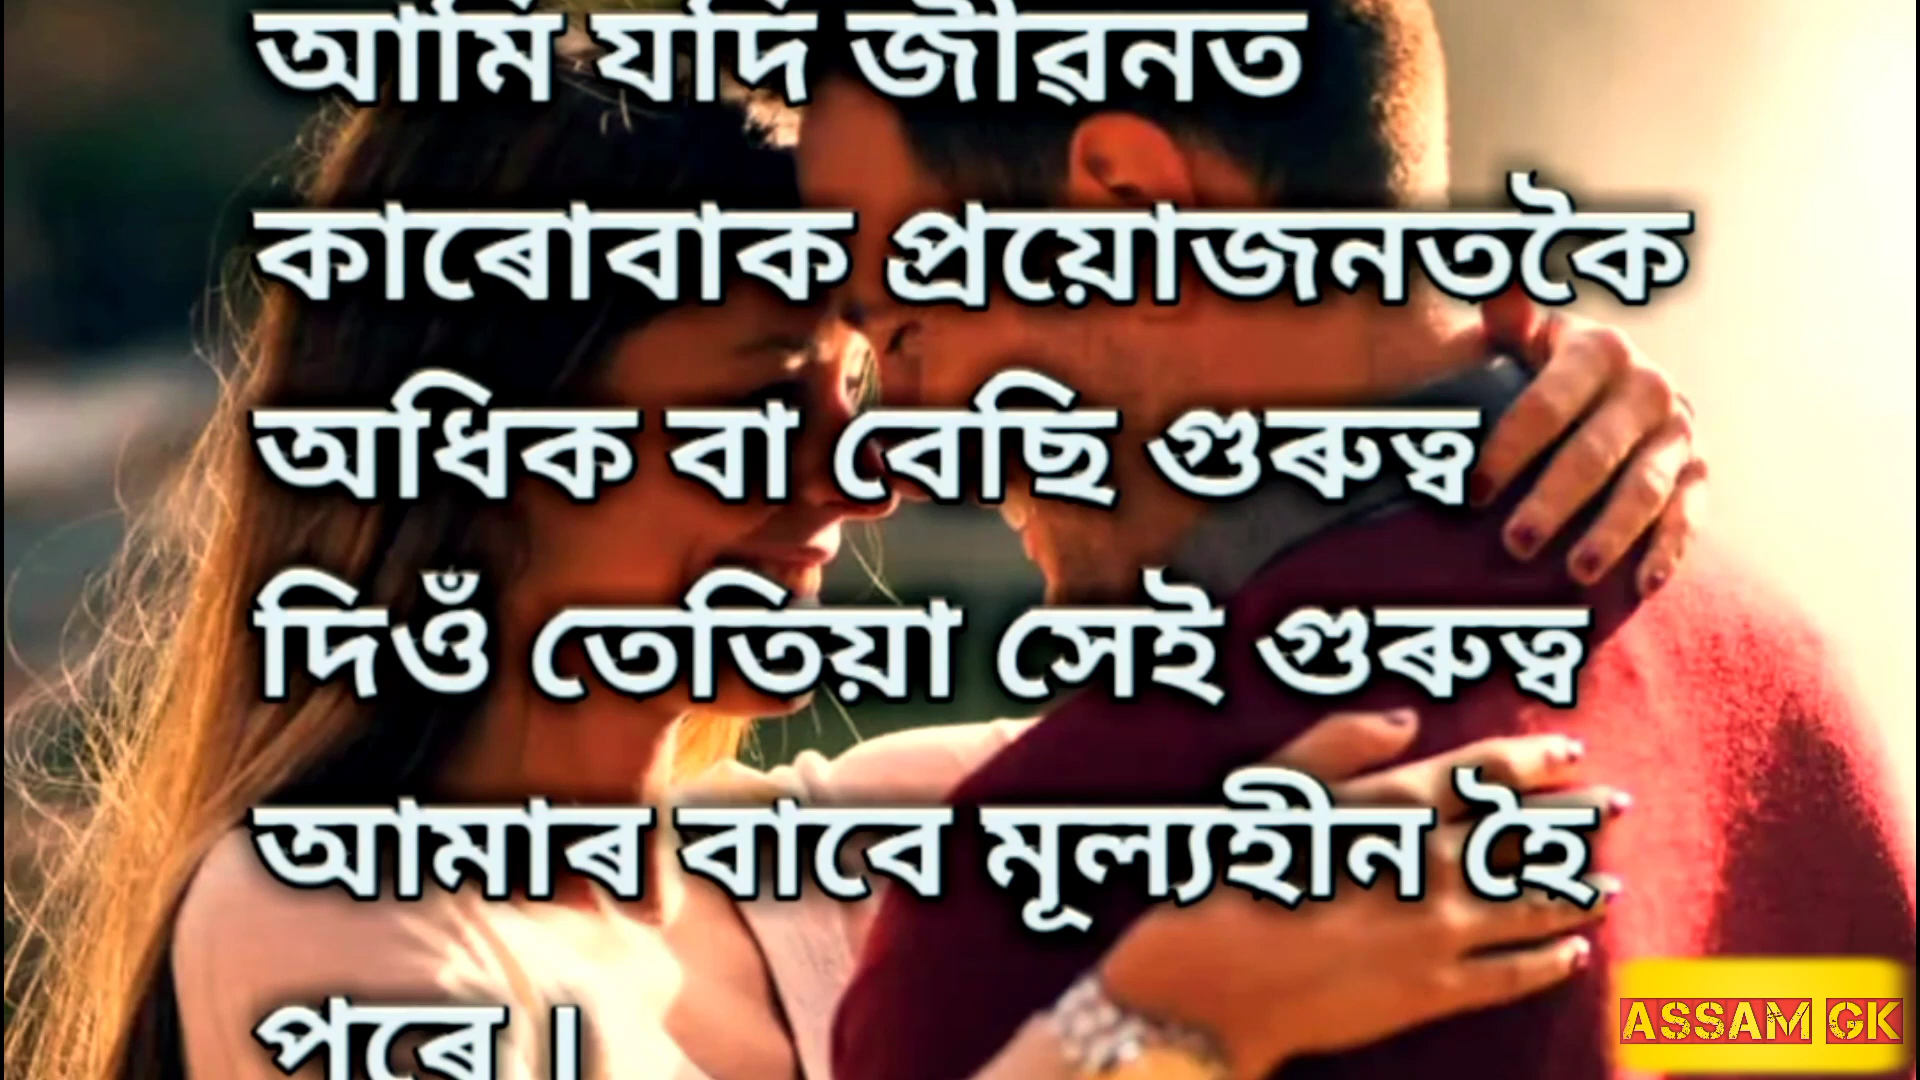 আমি যদি জীৱনত
কাৰোবাক প্ৰয়োজনতকৈ
অধিক বা বেছি গুৰুত্ব
দিওঁ তেতিয়া সেই গুৰুত্ব
আমাৰ বাবে মূল্যহীন হৈ
পৰে ।
ASSAM GK